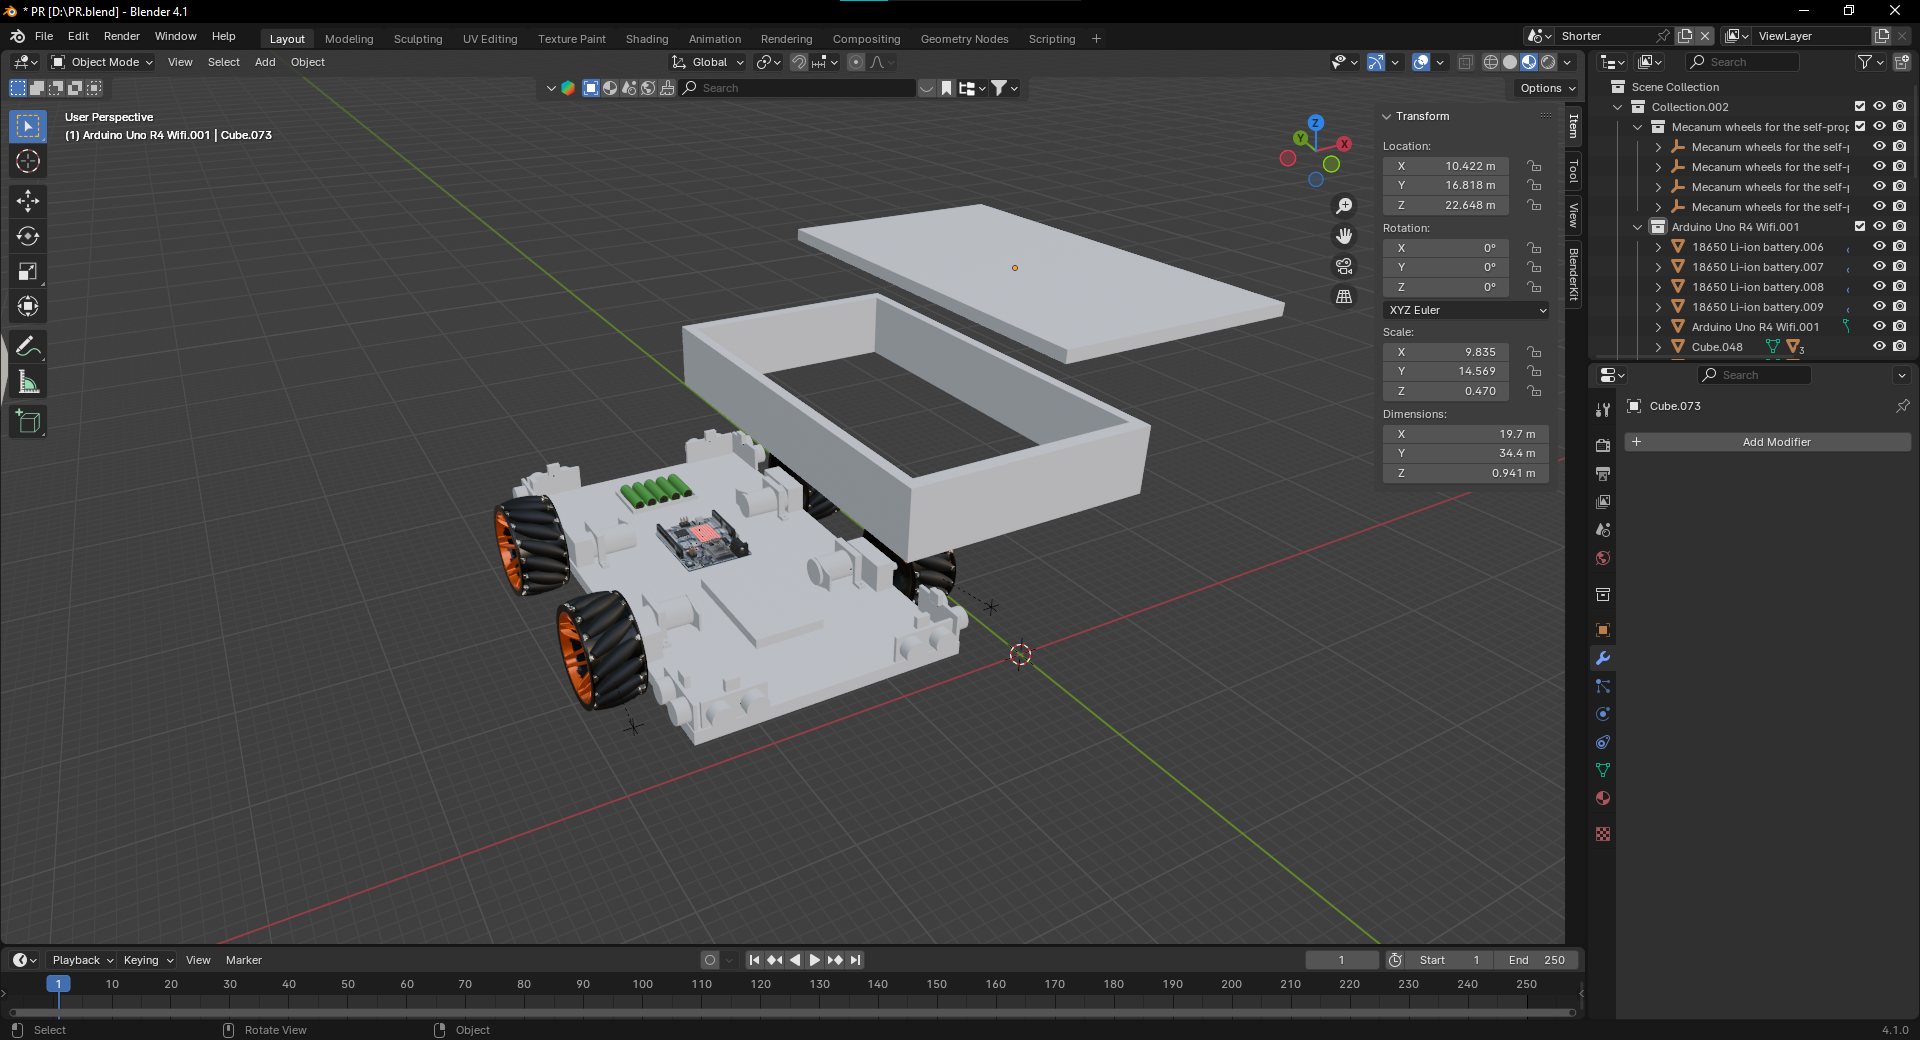 * PR [D:\PR.blend] - Blender 4.1
File Edit Render Window Help
Layout Modeling Sculpting UV Editing Texture Paint Shading Animation Rendering Compositing Geometry Nodes Scripting +
Shorter
ViewLayer
Object Mode View Select Add Object
Global
Search
Options
User Perspective
(1) Arduino Uno R4 Wifi.001 | Cube.073
Z
Y
X
Item
Tool
View
BlenderKit
Transform
Location:
X 10.422 m
Y 16.818 m
Z 22.648 m
Rotation:
X 0°
Y 0°
Z 0°
XYZ Euler
Scale:
X 9.835
Y 14.569
Z 0.470
Dimensions:
X 19.7 m
Y 34.4 m
Z 0.941 m
Search
Scene Collection
Collection.002
Mecanum wheels for the self-prop
Mecanum wheels for the self-p
Mecanum wheels for the self-p
Mecanum wheels for the self-p
Mecanum wheels for the self-p
Arduino Uno R4 Wifi.001
18650 Li-ion battery.006
18650 Li-ion battery.007
18650 Li-ion battery.008
18650 Li-ion battery.009
Arduino Uno R4 Wifi.001
Cube.048 3
Search
Cube.073
+ Add Modifier
Playback Keying View Marker
1
Start 1
End 250
1 10 20 30 40 50 60 70 80 90 100 110 120 130 140 150 160 170 180 190 200 210 220 230 240 250
Select
Rotate View
Object
4.1.0